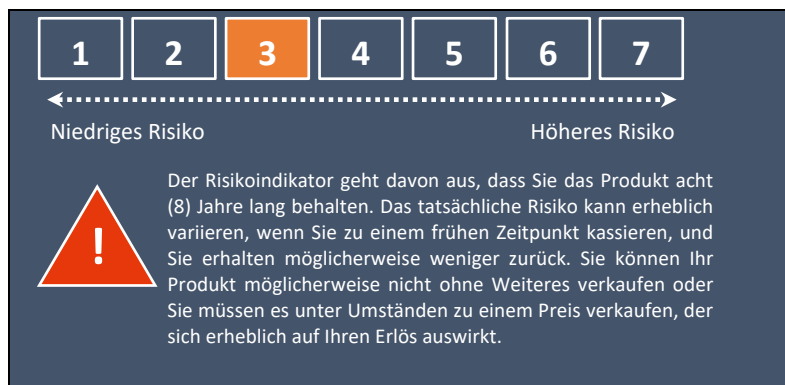 1 2 3 4 5 6 7
Niedriges Risiko Höheres Risiko
Der Risikoindikator geht davon aus, dass Sie das Produkt acht
(8) Jahre lang behalten. Das tatsächliche Risiko kann erheblich
variieren, wenn Sie zu einem frühen Zeitpunkt kassieren, und
Sie erhalten möglicherweise weniger zurück. Sie können Ihr
Produkt möglicherweise nicht ohne Weiteres verkaufen oder
Sie müssen es unter Umständen zu einem Preis verkaufen, der
sich erheblich auf Ihren Erlös auswirkt.
!